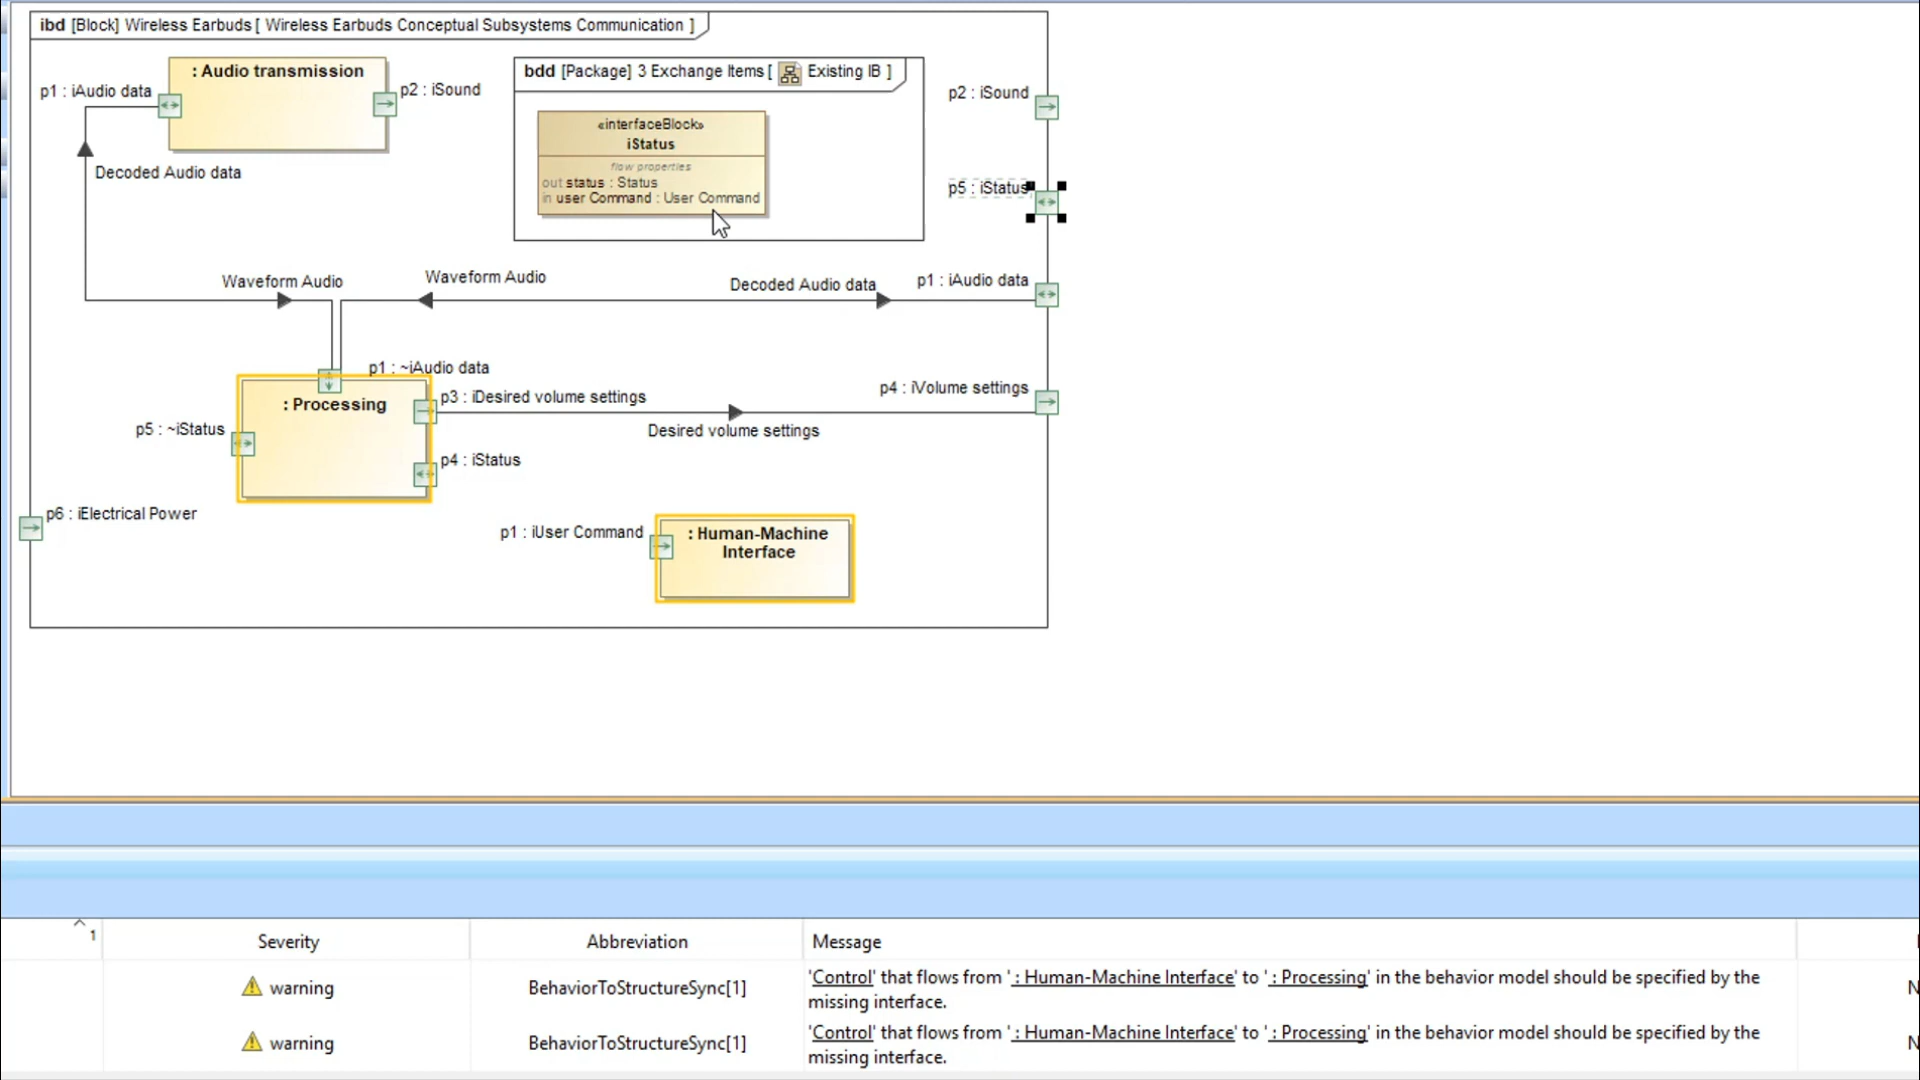 ibd [Block] Wireless Earbuds [ Wireless Earbuds Conceptual Subsystems Communication ]
: Audio transmission
p1 : iAudio data
p2 : iSound
bdd [Package] 3 Exchange Items [ Existing IB ]
«interfaceBlock»
iStatus
flow properties
out status : Status
in user Command : User Command
p2 : iSound
p5 : iStatus
Decoded Audio data
Waveform Audio
Waveform Audio
Decoded Audio data
p1 : iAudio data
p1 : ~iAudio data
: Processing
p3 : iDesired volume settings
p4 : iVolume settings
Desired volume settings
p5 : ~iStatus
p4 : iStatus
p6 : iElectrical Power
p1 : iUser Command
: Human-Machine
Interface
1
Severity
Abbreviation
Message
warning
BehaviorToStructureSync[1]
'Control' that flows from ' : Human-Machine Interface' to ' : Processing' in the behavior model should be specified by the
missing interface.
warning
BehaviorToStructureSync[1]
'Control' that flows from ' : Human-Machine Interface' to ' : Processing' in the behavior model should be specified by the
missing interface.